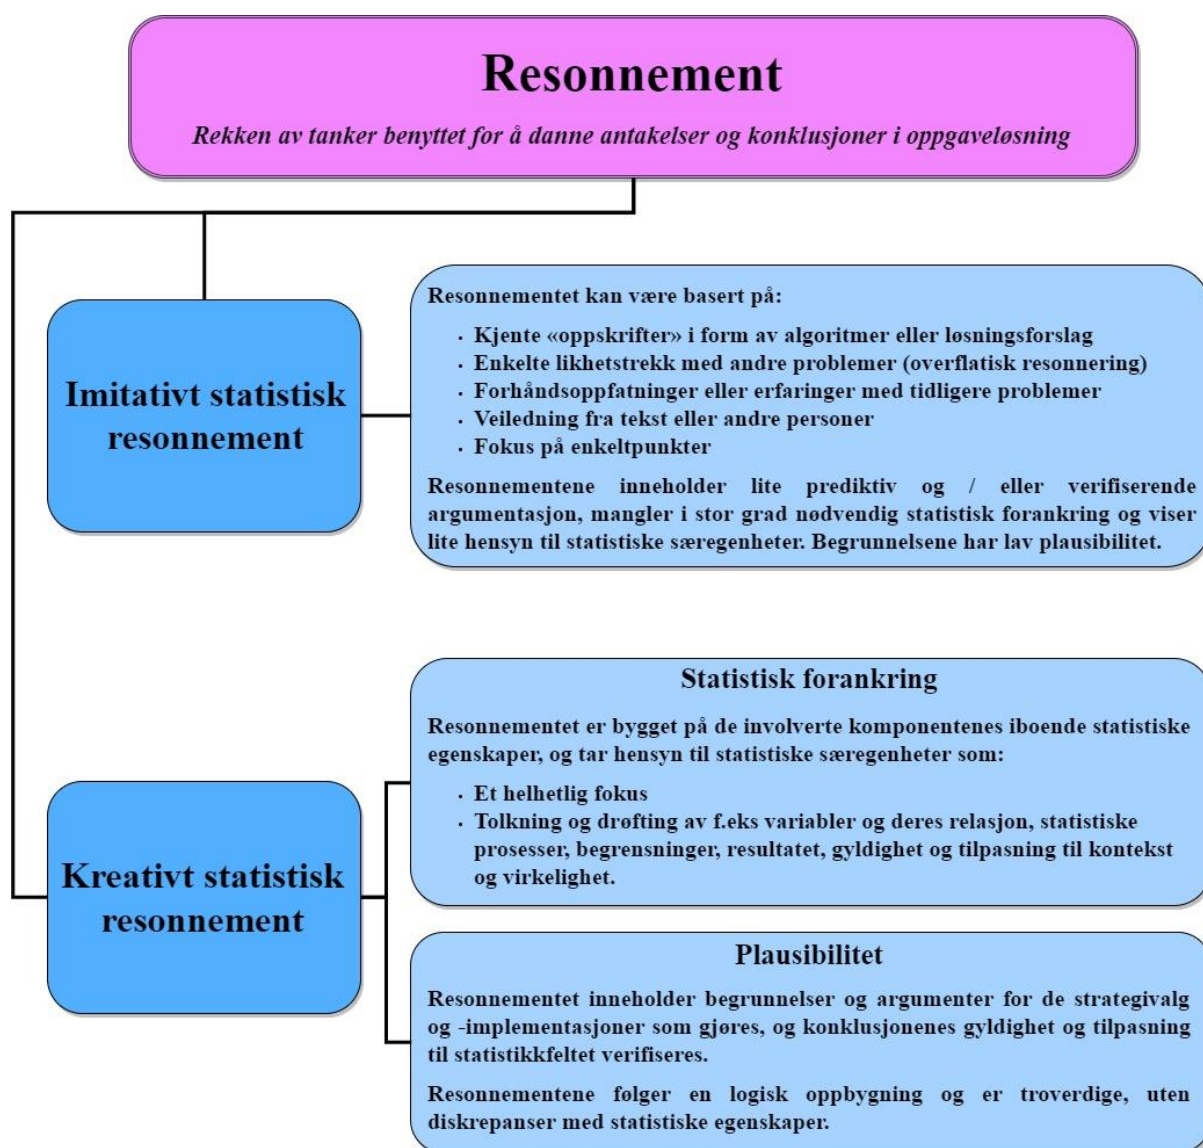 Resonnement
Rekken av tanker benyttet for å danne antakelser og konklusjoner i oppgaveløsning
Imitativt statistisk
resonnement
Resonnementet kan være basert på:
• Kjente «oppskrifter» i form av algoritmer eller løsningsforslag
• Enkelte likhetstrekk med andre problemer (overflatisk resonnering)
• Forhåndsoppfatninger eller erfaringer med tidligere problemer
• Veiledning fra tekst eller andre personer
• Fokus på enkeltpunkter
Resonnementene inneholder lite prediktiv og / eller verifiserende
argumentasjon, mangler i stor grad nødvendig statistisk forankring og viser
lite hensyn til statistiske særegenheter. Begrunnelsene har lav plausibilitet.
Kreativt statistisk
resonnement
Statistisk forankring
Resonnementet er bygget på de involverte komponentenes iboende statistiske
egenskaper, og tar hensyn til statistiske særegenheter som:
• Et helhetlig fokus
• Tolkning og drøfting av f.eks variabler og deres relasjon, statistiske
prosesser, begrensninger, resultatet, gyldighet og tilpasning til kontekst
og virkelighet.
Plausibilitet
Resonnementet inneholder begrunnelser og argumenter for de strategivalg
og -implementasjoner som gjøres, og konklusjonenes gyldighet og tilpasning
til statistikkfeltet verifiseres.
Resonnementene følger en logisk oppbygning og er troverdige, uten
diskrepanser med statistiske egenskaper.